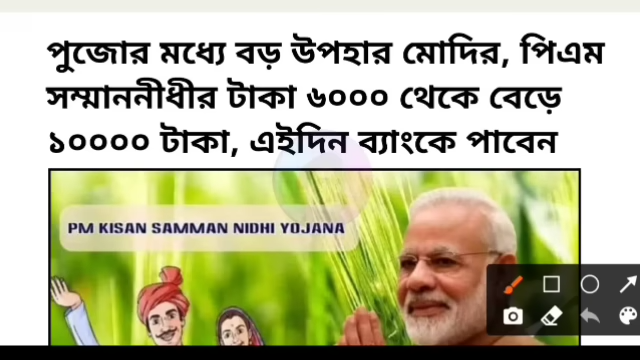 পুজোর মধ্যে বড় উপহার মোদির, পিএম
সম্মাননীধীর টাকা ৬০০০ থেকে বেড়ে
১০০০০ টাকা, এইদিন ব্যাংকে পাবেন
PM KISAN SAMMAN NIDHI YOJANA